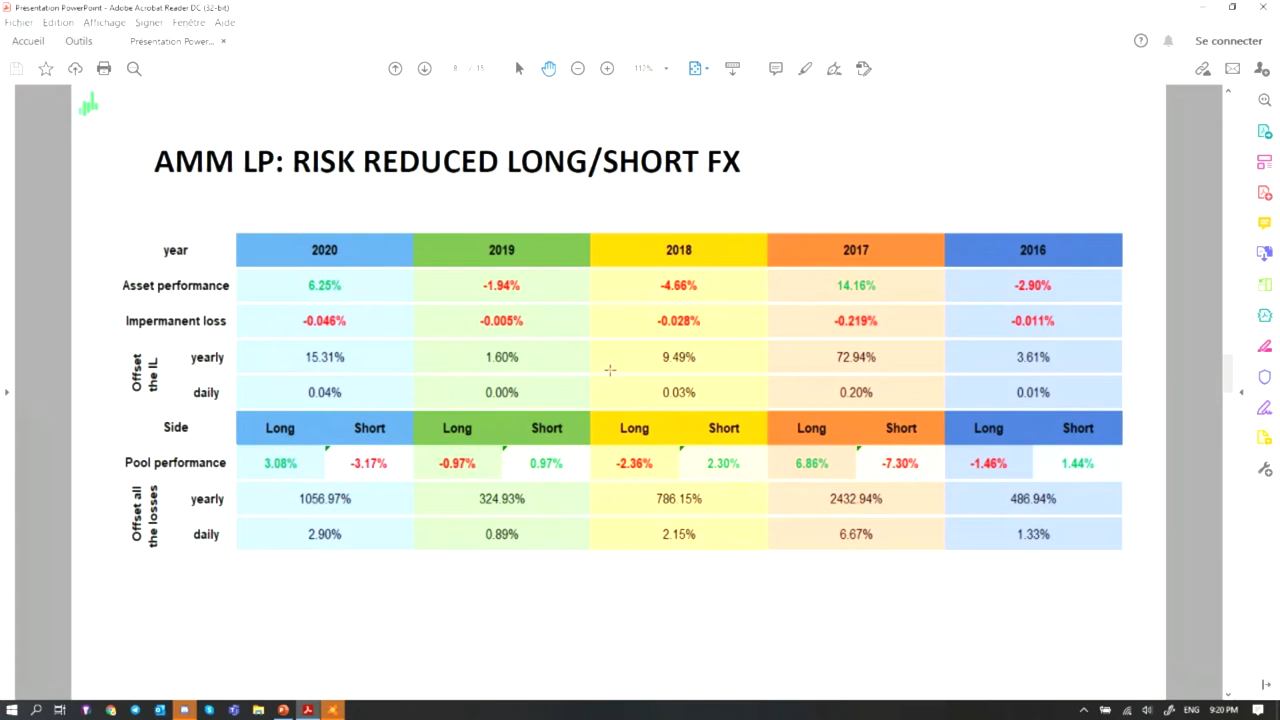 Présentation PowerPoint - Adobe Acrobat Reader DC (32-bit)
Fichier Edition Affichage Signer Fenêtre Aide
Accueil Outils Présentation Power... ×
Se connecter
8 / 15 112%
AMM LP: RISK REDUCED LONG/SHORT FX
year 2020 2019 2018 2017 2016
Asset performance 6.25% -1.94% -4.66% 14.16% -2.90%
Impermanent loss -0.046% -0.005% -0.028% -0.219% -0.011%
Offset the IL
yearly 15.31% 1.60% 9.49% 72.94% 3.61%
daily 0.04% 0.00% 0.03% 0.20% 0.01%
Side Long Short Long Short Long Short Long Short Long Short
Pool performance 3.08% -3.17% -0.97% 0.97% -2.36% 2.30% 6.86% -7.30% -1.46% 1.44%
Offset all the losses
yearly 1056.97% 324.93% 786.15% 2432.94% 486.94%
daily 2.90% 0.89% 2.15% 6.67% 1.33%
ENG 9:20 PM